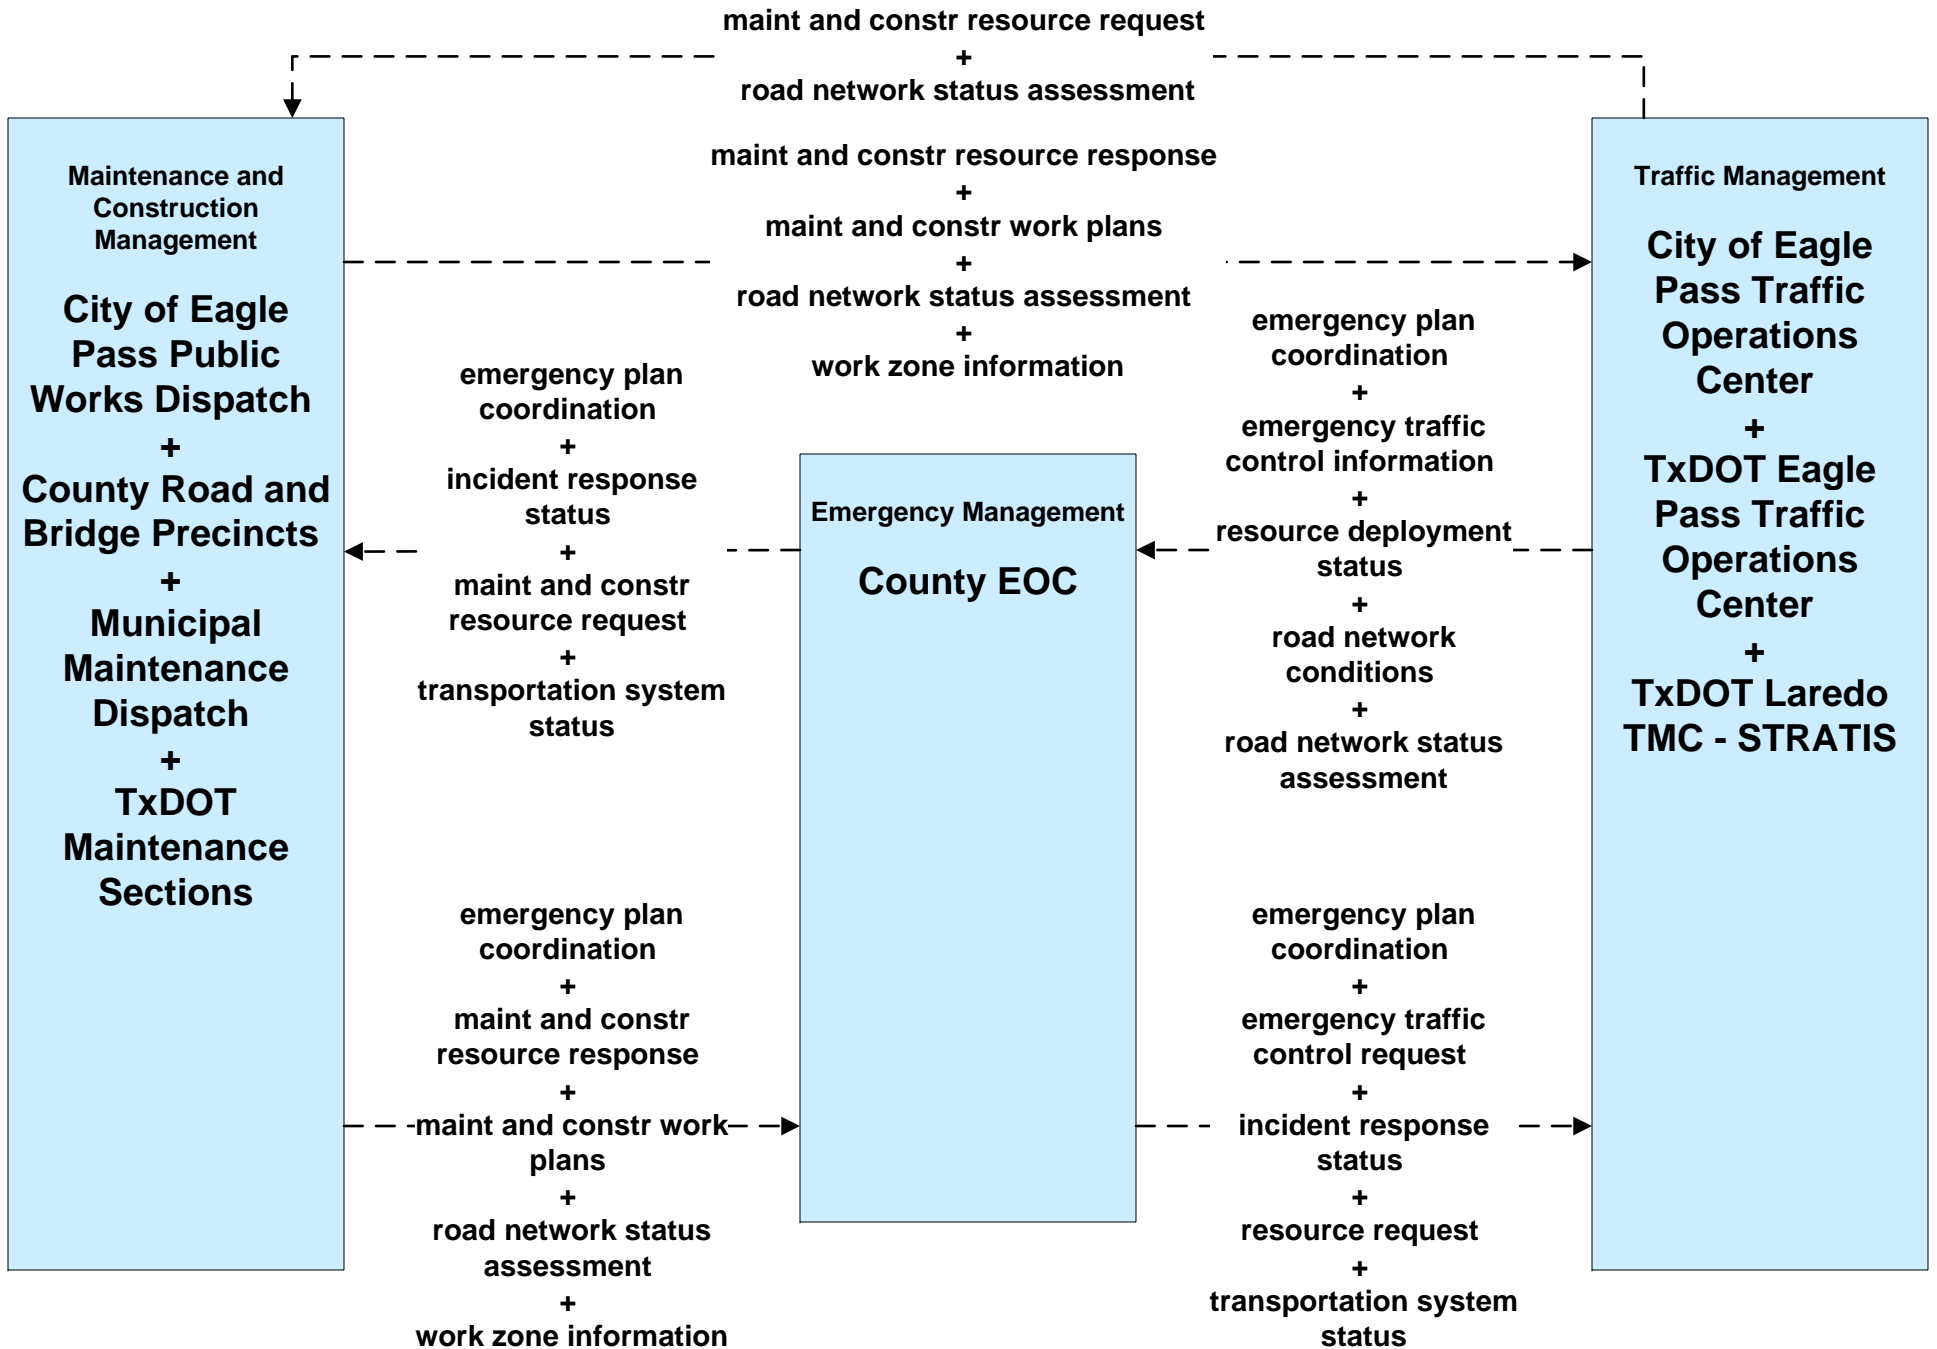 maint and constr resource request
+
road network status assessment
maint and constr resource response
+
maint and constr work plans
+
road network status assessment
+
work zone information
Maintenance and
Construction
Management
City of Eagle
Pass Public
Works Dispatch
+
County Road and
Bridge Precincts
+
Municipal
Maintenance
Dispatch
+
TxDOT
Maintenance
Sections
emergency plan
coordination
+
incident response
status
+
maint and constr
resource request
+
transportation system
status
emergency plan
coordination
+
maint and constr
resource response
+
maint and constr work
plans
+
road network status
assessment
+
work zone information
Emergency Management
County EOC
emergency plan
coordination
+
emergency traffic
control information
+
resource deployment
status
+
road network
conditions
+
road network status
assessment
emergency plan
coordination
+
emergency traffic
control request
+
incident response
status
+
resource request
+
transportation system
status
Traffic Management
City of Eagle
Pass Traffic
Operations
Center
+
TxDOT Eagle
Pass Traffic
Operations
Center
+
TxDOT Laredo
TMC - STRATIS